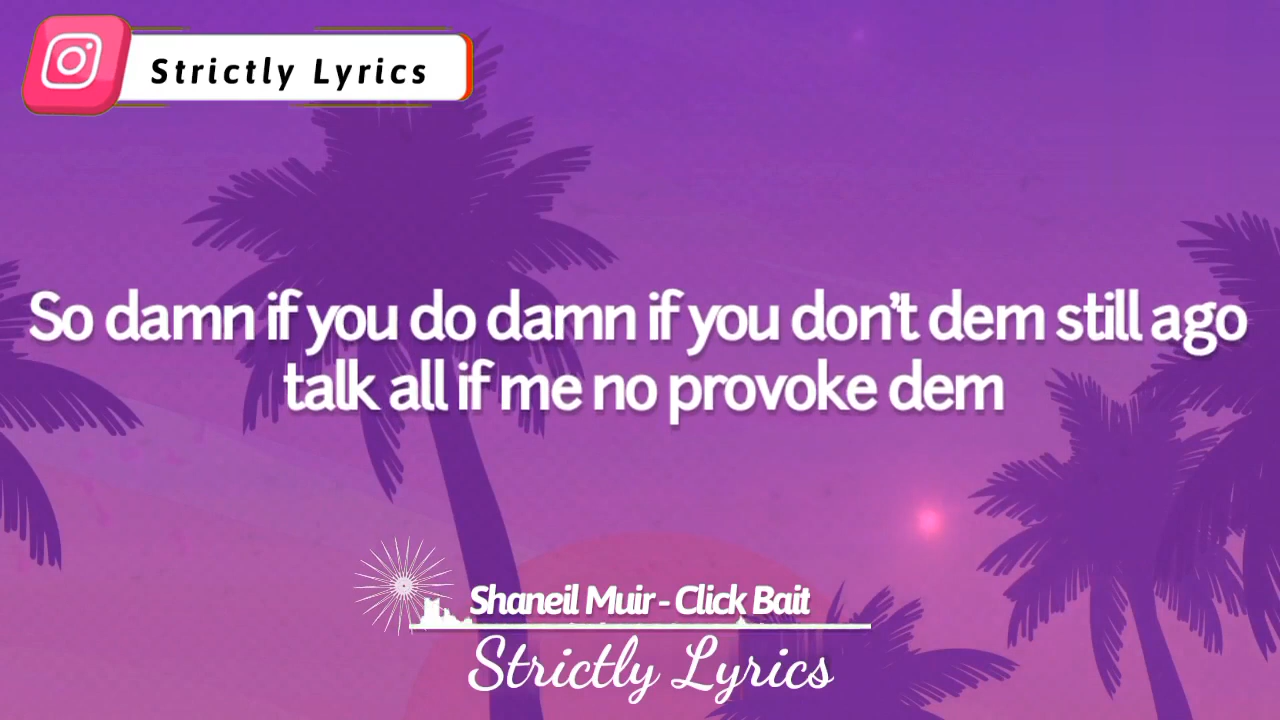 Strictly Lyrics
So damn if you do damn if you don't dem still ago
talk all if me no provoke dem
Shaneil Muir - Click Bait
Strictly Lyrics